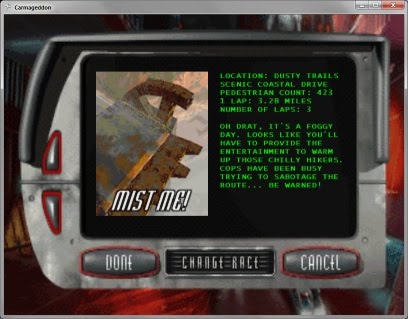 Carmageddon
LOCATION: DUSTY TRAILS
SCENIC COASTAL DRIVE
PEDESTRIAN COUNT: 423
1 LAP: 3.28 MILES
NUMBER OF LAPS: 3
OH DRAT, IT'S A FOGGY
DAY. LOOKS LIKE YOU'LL
HAVE TO PROVIDE THE
ENTERTAINMENT TO WARM
UP THOSE CHILLY HIKERS.
COPS HAVE BEEN BUSY
TRYING TO SABOTAGE THE
ROUTE... BE WARNED!
MIST ME!
DONE
CHANGE RACE
CANCEL